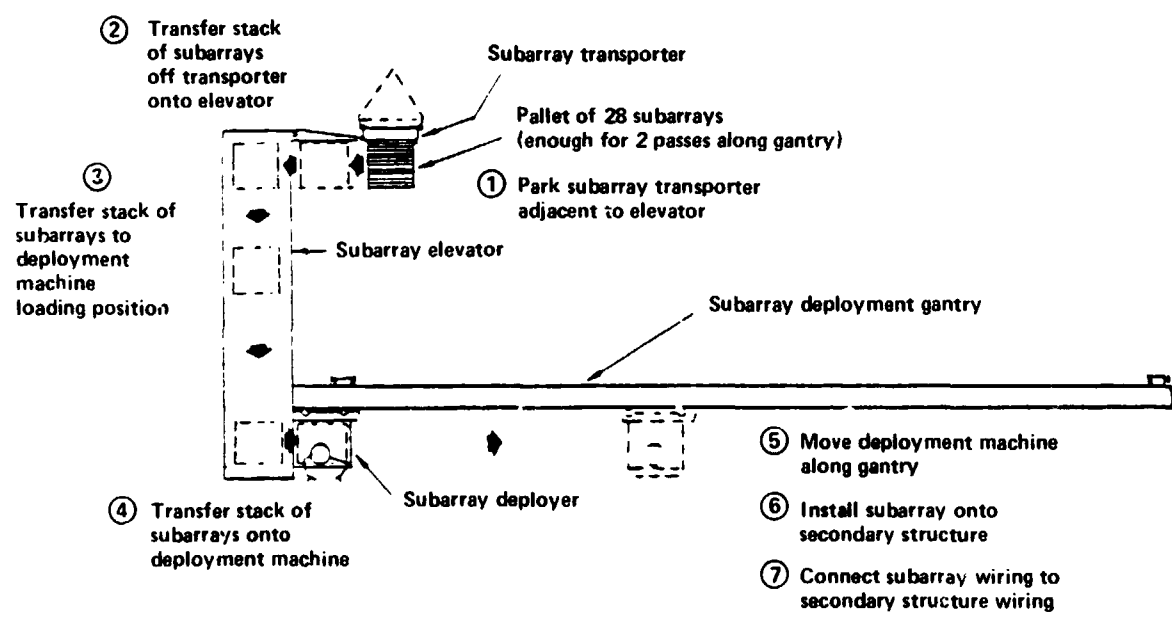 ② Transfer stack
of subarrays
off transporter
onto elevator
Subarray transporter
Pallet of 28 subarrays
(enough for 2 passes along gantry)
① Park subarray transporter
adjacent to elevator
③
Transfer stack of
subarrays to
deployment
machine
loading position
Subarray elevator
Subarray deployment gantry
Subarray deployer
④ Transfer stack of
subarrays onto
deployment machine
⑤ Move deployment machine
along gantry
⑥ Install subarray onto
secondary structure
⑦ Connect subarray wiring to
secondary structure wiring